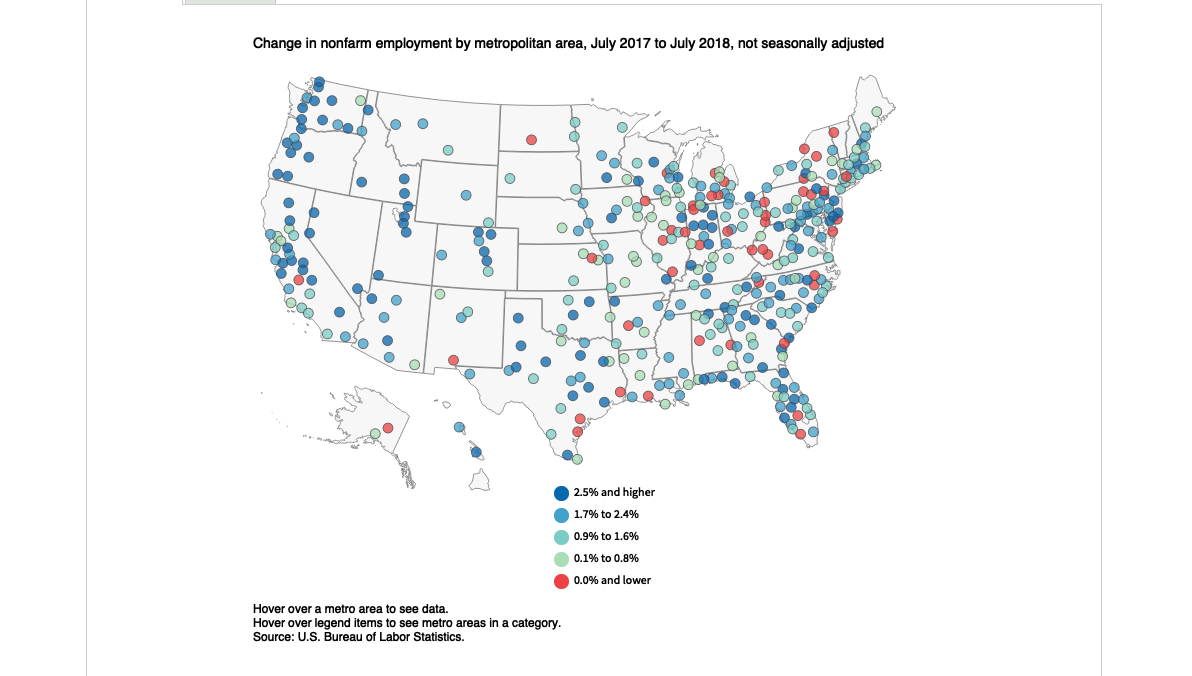 Change in nonfarm employment by metropolitan area, July 2017 to July 2018, not seasonally adjusted
2.5% and higher
1.7% to 2.4%
0.9% to 1.6%
0.1% to 0.8%
0.0% and lower
Hover over a metro area to see data.
Hover over legend items to see metro areas in a category.
Source: U.S. Bureau of Labor Statistics.